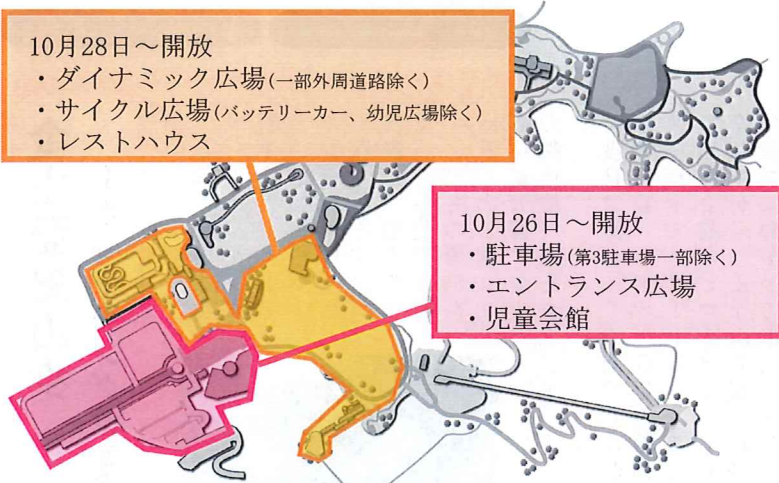 10月28日～開放
・ダイナミック広場(一部外周道路除く)
・サイクル広場(バッテリーカー、幼児広場除く)
・レストハウス
10月26日～開放
・駐車場(第3駐車場一部除く)
・エントランス広場
・児童会館